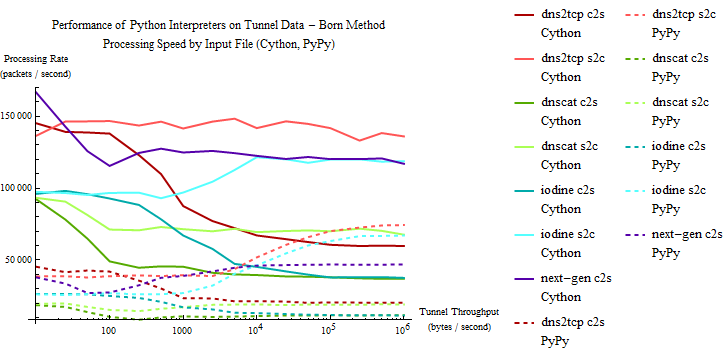 Performance of Python Interpreters on Tunnel Data – Born Method
Processing Speed by Input File (Cython, PyPy)
Processing Rate
(packets / second)
150 000
100 000
50 000
100
1000
10^4
10^5
10^6
Tunnel Throughput
(bytes / second)
dns2tcp c2s
Cython
dns2tcp s2c
Cython
dnscat c2s
Cython
dnscat s2c
Cython
iodine c2s
Cython
iodine s2c
Cython
next–gen c2s
Cython
dns2tcp c2s
PyPy
dns2tcp s2c
PyPy
dnscat c2s
PyPy
dnscat s2c
PyPy
iodine c2s
PyPy
iodine s2c
PyPy
next–gen c2s
PyPy